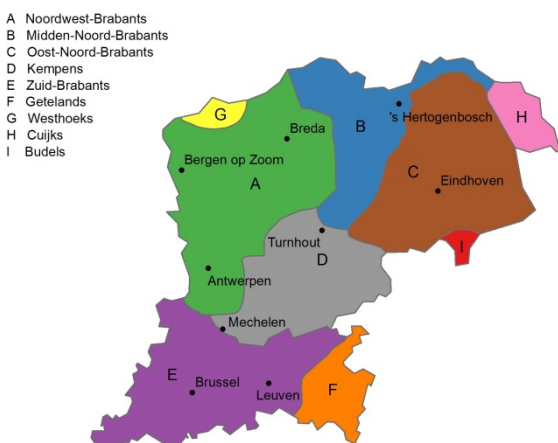 A Noordwest-Brabants
B Midden-Noord-Brabants
C Oost-Noord-Brabants
D Kempens
E Zuid-Brabants
F Getelands
G Westhoeks
H Cuijks
I Budels
G
Breda
B
's Hertogenbosch
H
Bergen op Zoom
A
C
Eindhoven
Turnhout
D
I
Antwerpen
Mechelen
E
Brussel
Leuven
F